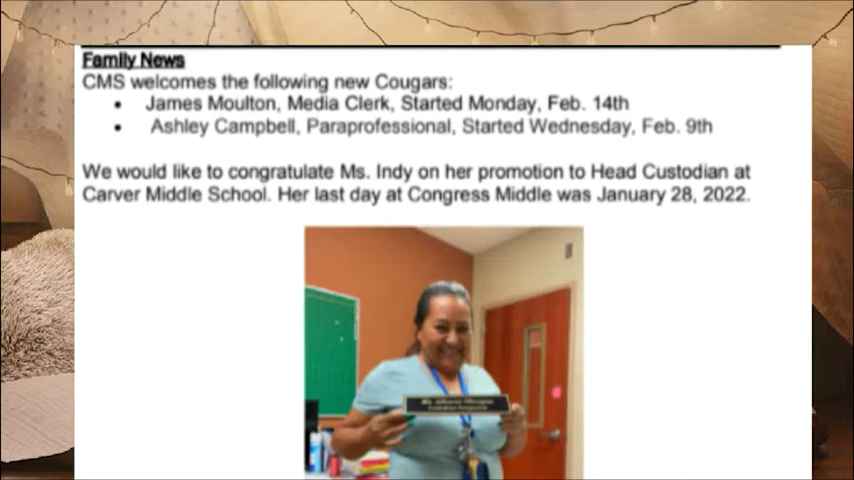 Family News
CMS welcomes the following new Cougars:
• James Moulton, Media Clerk, Started Monday, Feb. 14th
• Ashley Campbell, Paraprofessional, Started Wednesday, Feb. 9th
We would like to congratulate Ms. Indy on her promotion to Head Custodian at
Carver Middle School. Her last day at Congress Middle was January 28, 2022.